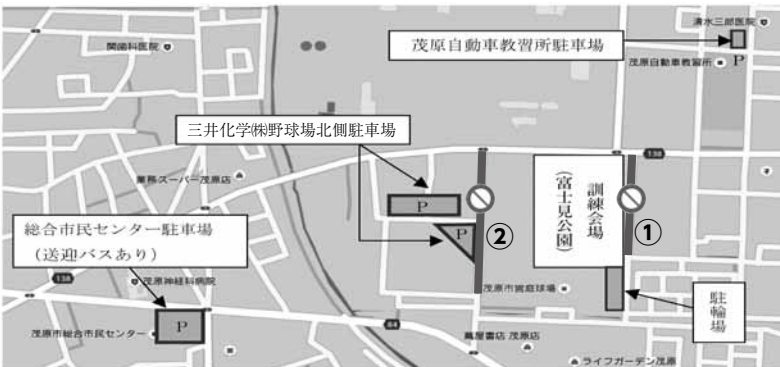 清水三郎医院
関歯科医院
茂原自動車教習所駐車場
茂原自動車教習所
P
三井化学㈱野球場北側駐車場
138
業務スーパー茂原店
P
訓練会場
（富士見公園）
①
総合市民センター駐車場
（送迎バスあり）
P
②
138
茂原神経科病院
茂原市営庭球場
駐輪場
P
茂原市総合市民センター
84
蔦屋書店 茂原店
ライフガーデン茂原